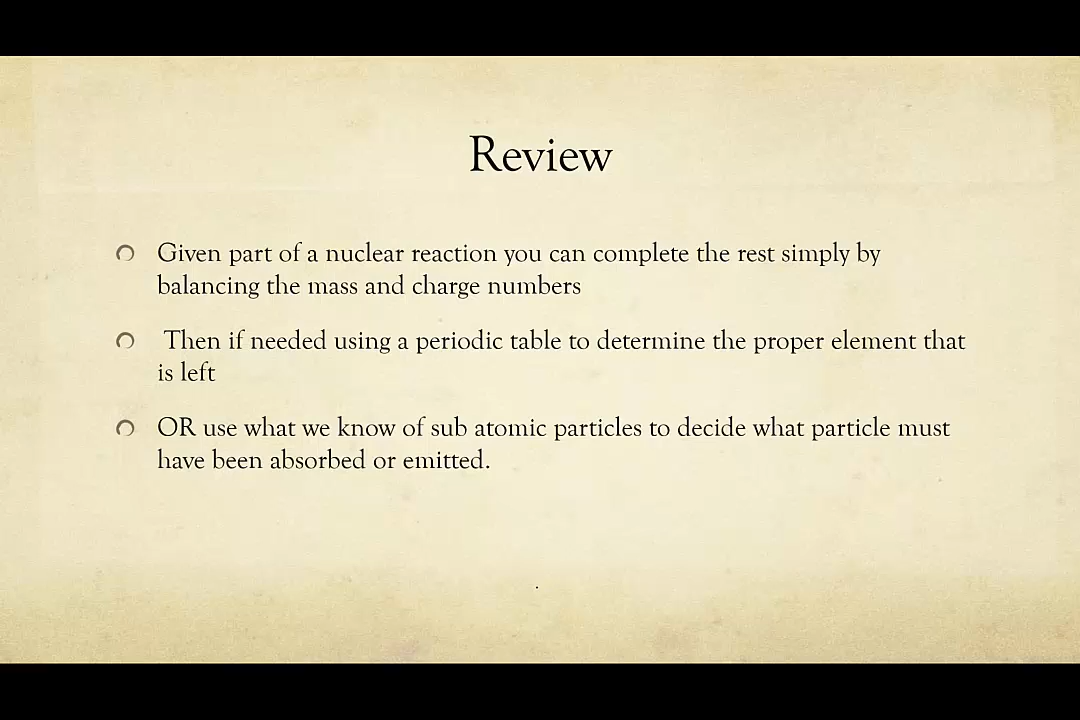 Review
Given part of a nuclear reaction you can complete the rest simply by
balancing the mass and charge numbers
Then if needed using a periodic table to determine the proper element that
is left
OR use what we know of sub atomic particles to decide what particle must
have been absorbed or emitted.